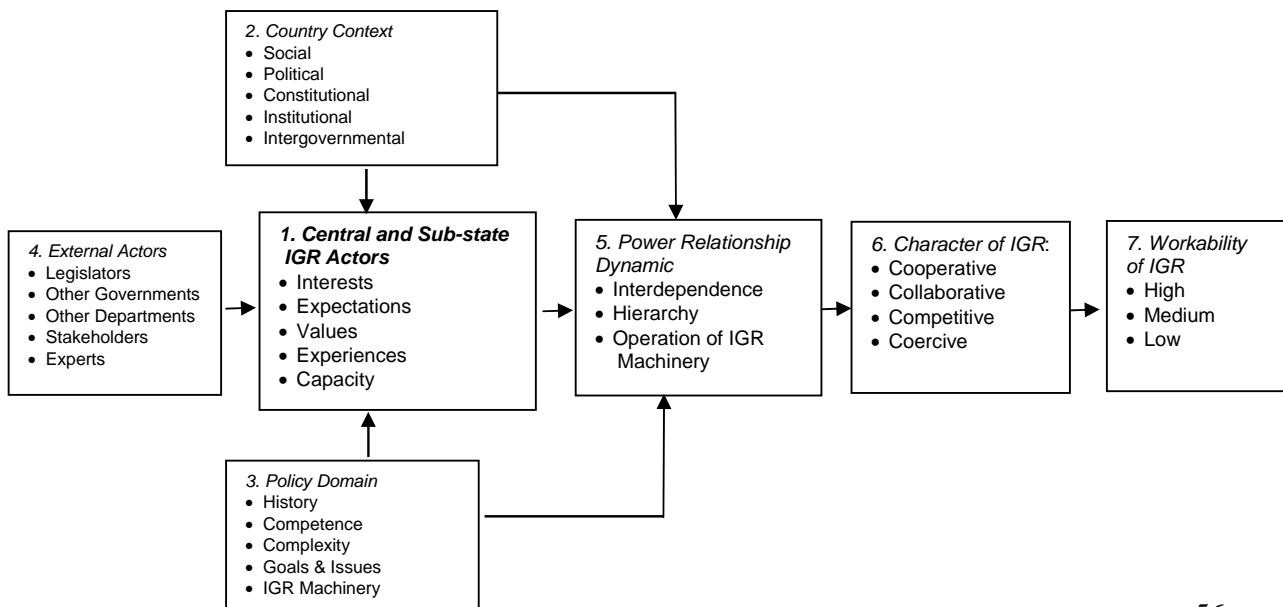 2. Country Context
• Social
• Political
• Constitutional
• Institutional
• Intergovernmental
4. External Actors
• Legislators
• Other Governments
• Other Departments
• Stakeholders
• Experts
1. Central and Sub-state
IGR Actors
• Interests
• Expectations
• Values
• Experiences
• Capacity
5. Power Relationship
Dynamic
• Interdependence
• Hierarchy
• Operation of IGR
Machinery
6. Character of IGR:
• Cooperative
• Collaborative
• Competitive
• Coercive
7. Workability
of IGR
• High
• Medium
• Low
3. Policy Domain
• History
• Competence
• Complexity
• Goals & Issues
• IGR Machinery